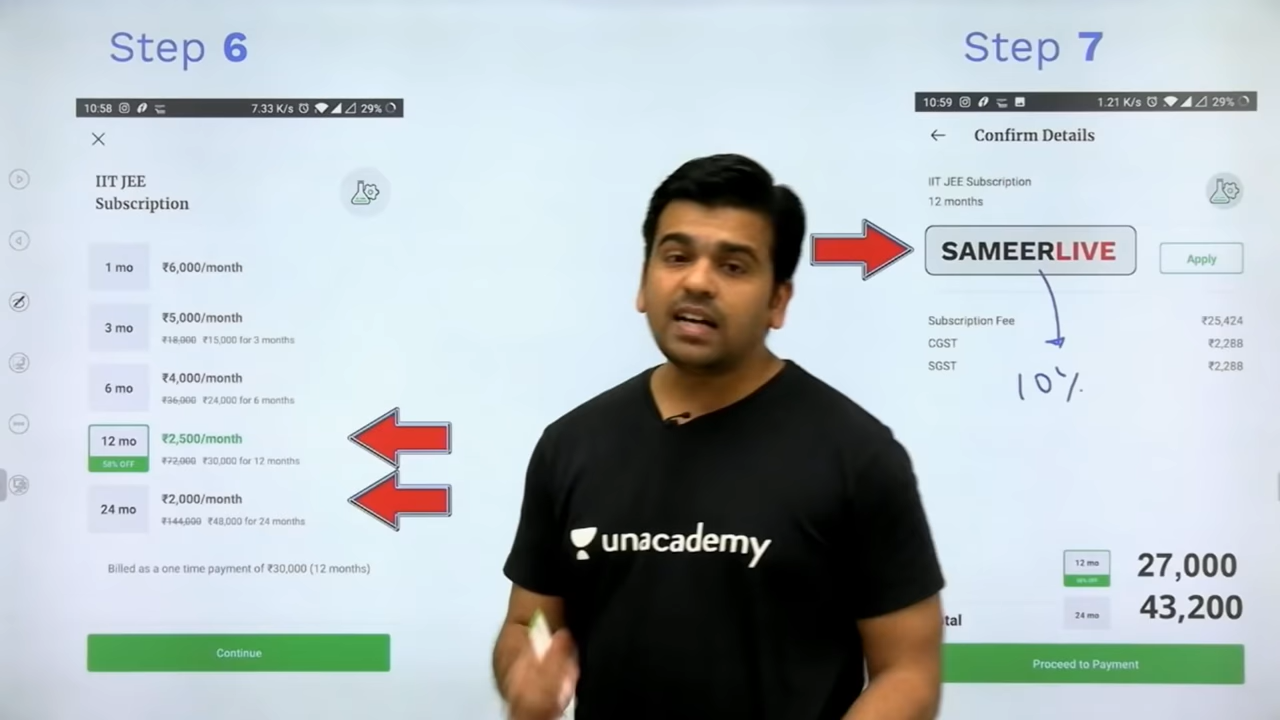 Step 6
10:58 7.33 K/s 29%
IIT JEE
Subscription
1 mo ₹6,000/month
3 mo ₹5,000/month
₹18,000 ₹15,000 for 3 months
6 mo ₹4,000/month
₹36,000 ₹24,000 for 6 months
12 mo ₹2,500/month
58% OFF ₹72,000 ₹30,000 for 12 months
24 mo ₹2,000/month
₹144,000 ₹48,000 for 24 months
Billed as a one time payment of ₹30,000 (12 months)
Continue
unacademy
Step 7
10:59 1.21 K/s 29%
Confirm Details
IIT JEE Subscription
12 months
SAMEERLIVE Apply
Subscription Fee ₹25,424
CGST ₹2,288
SGST ₹2,288
10%
12 mo 27,000
58% OFF
24 mo 43,200
tal
Proceed to Payment